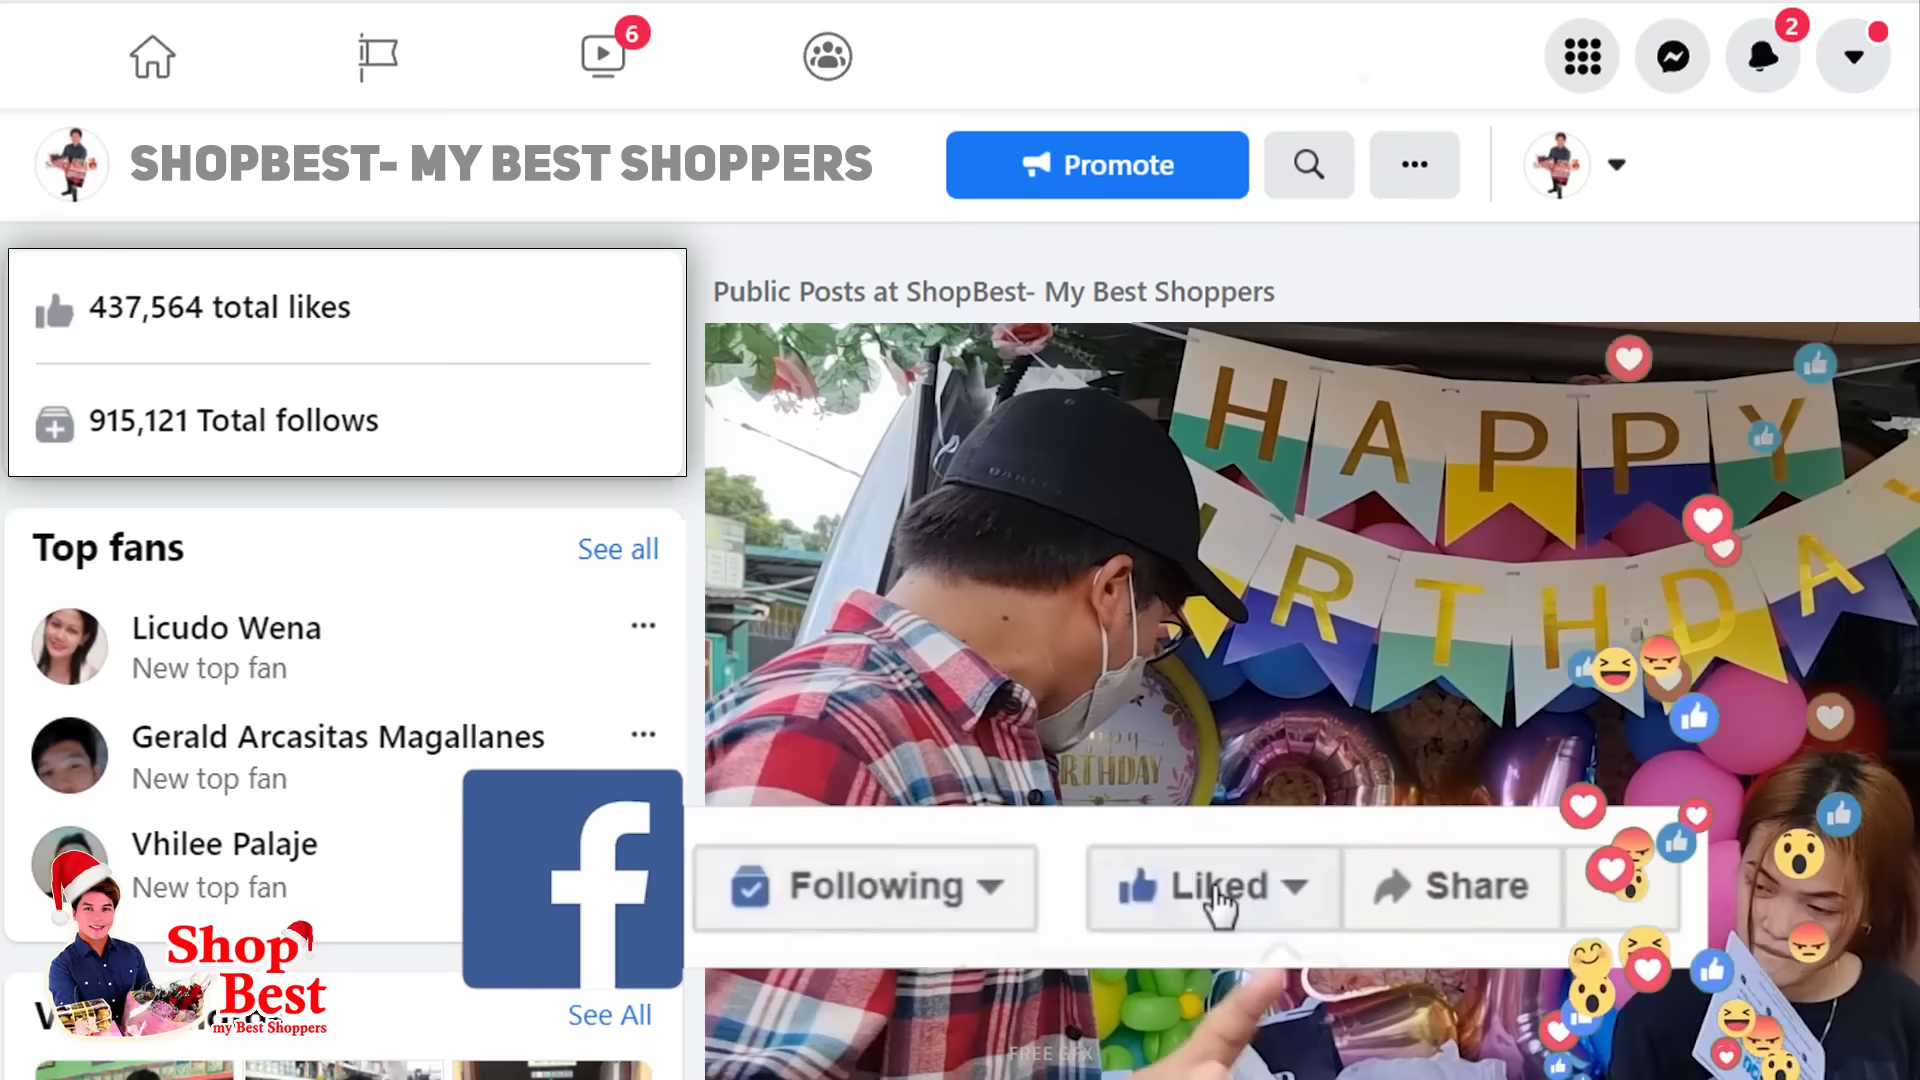 6
2
SHOPBEST- MY BEST SHOPPERS
Promote
437,564 total likes
915,121 Total follows
Public Posts at ShopBest- My Best Shoppers
HAPPY
BIRTHDAY
Top fans
See all
Licudo Wena
New top fan
Gerald Arcasitas Magallanes
New top fan
Vhilee Palaje
New top fan
f
Following
Liked
Share
Shop
Best
my Best Shoppers
See All
FREE GFX